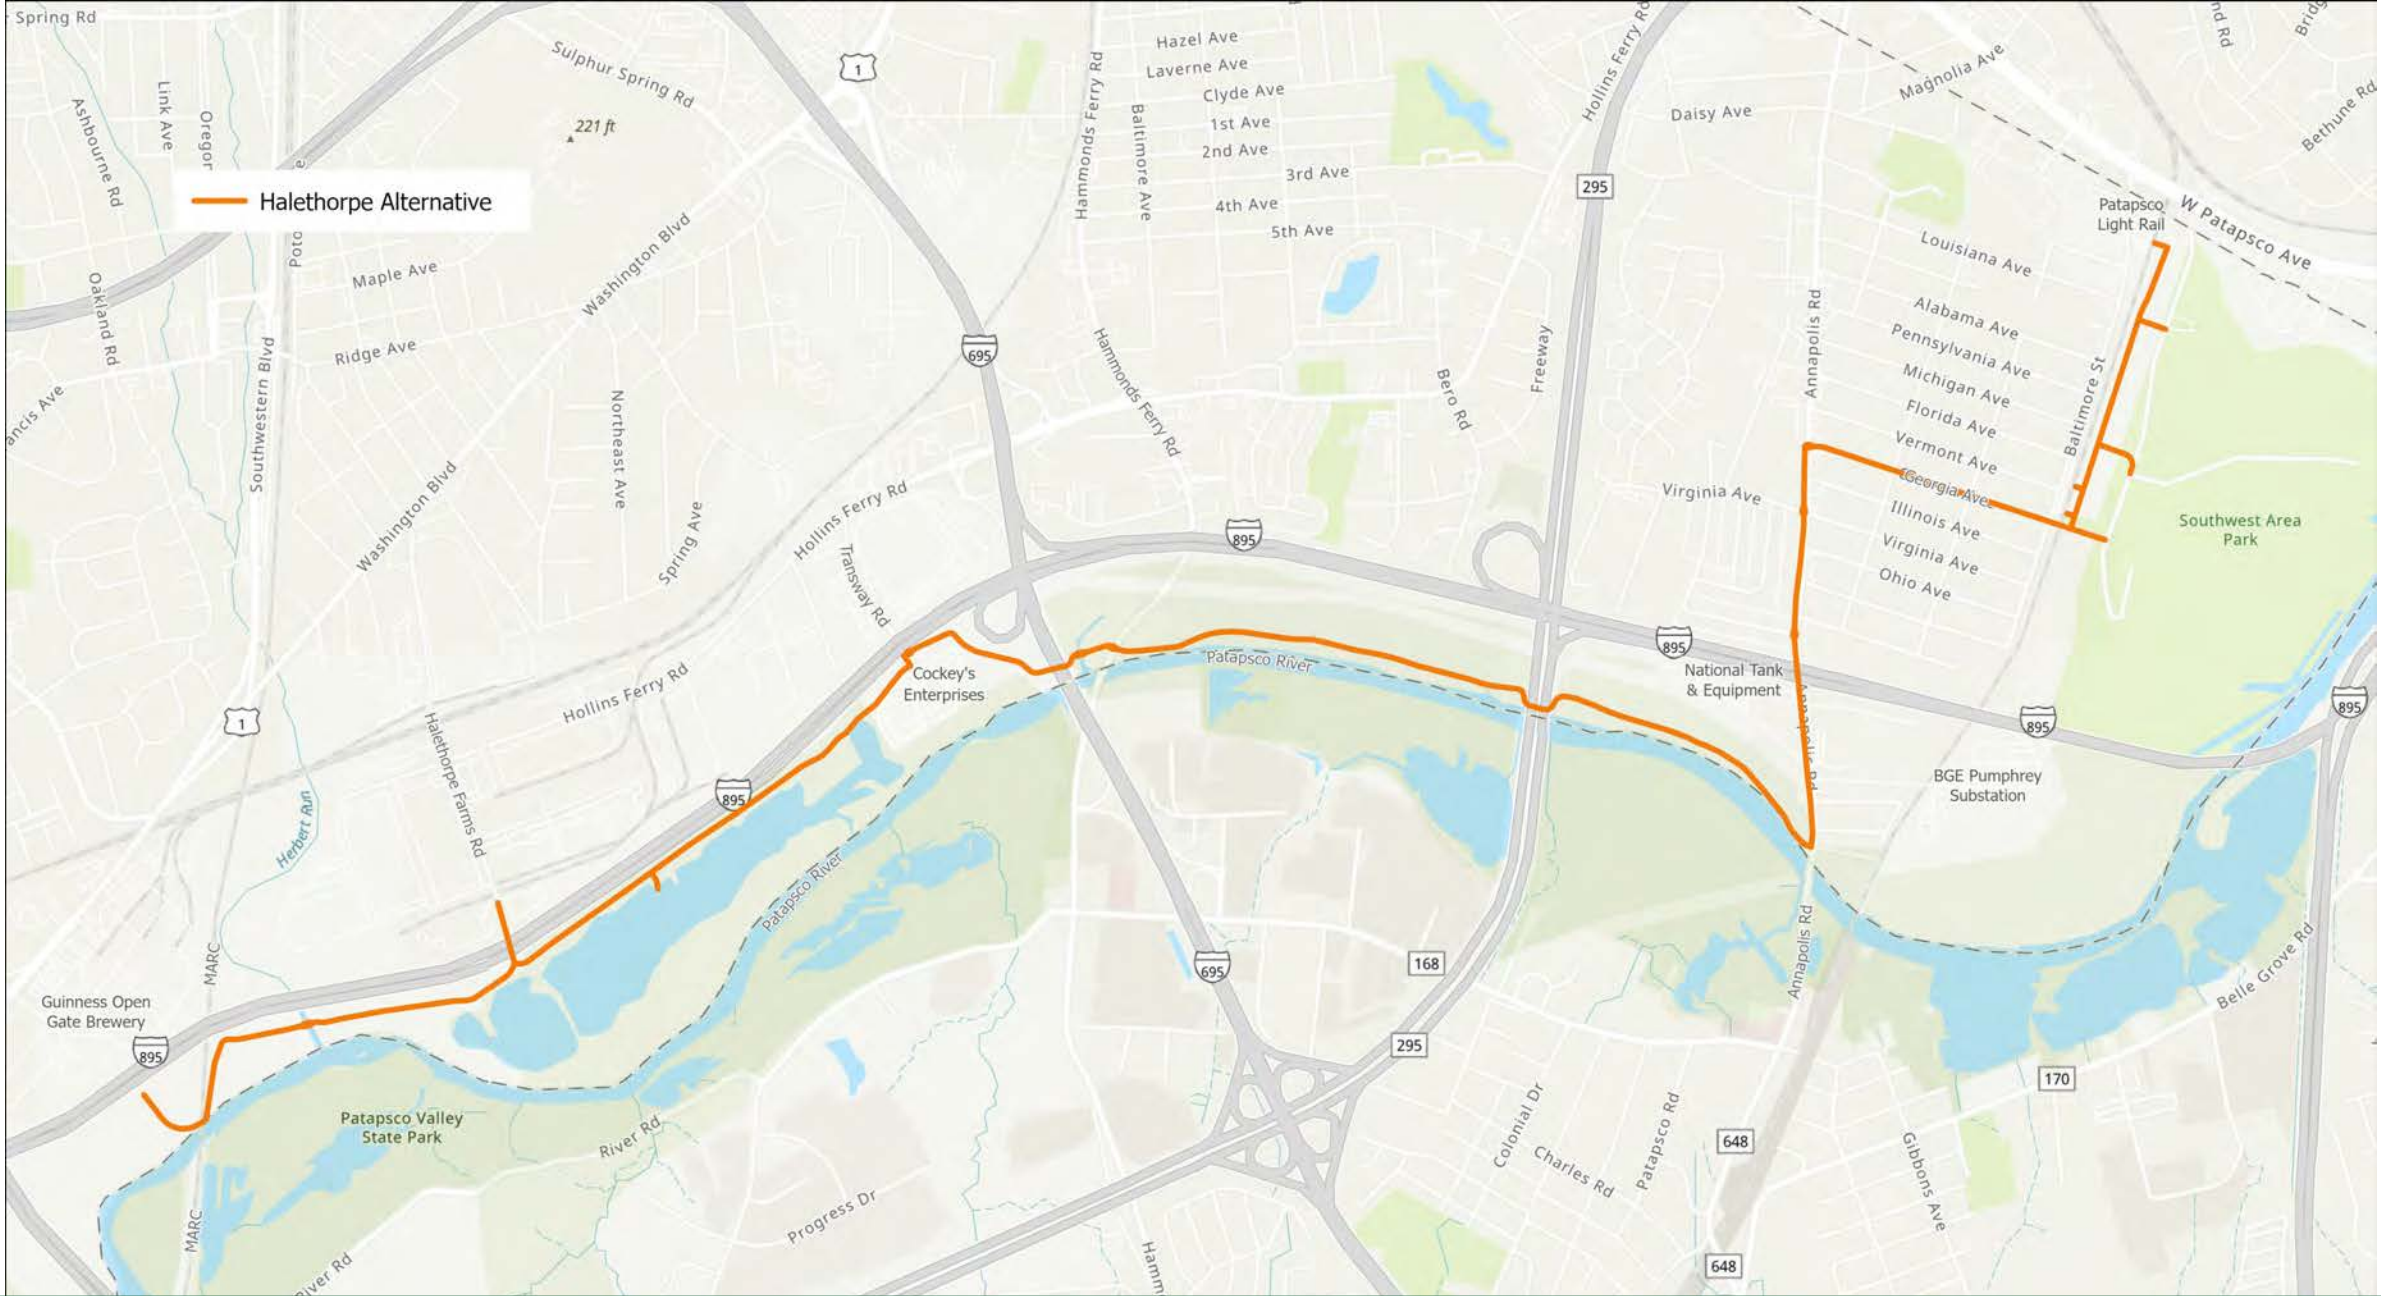 Spring Rd
Sulphur Spring Rd
1
Hazel Ave
Laverne Ave
Clyde Ave
1st Ave
2nd Ave
3rd Ave
4th Ave
5th Ave
Hammonds Ferry Rd
Baltimore Ave
Hollins Ferry Rd
Daisy Ave
Magnolia Ave
nd Rd
Bethune Rd
Ashbourne Rd
Link Ave
Oregon
221 ft
Halethorpe Alternative
295
Patapsco
Light Rail
W Patapsco Ave
Louisiana Ave
Alabama Ave
Pennsylvania Ave
Michigan Ave
Florida Ave
Vermont Ave
Georgia Ave
Illinois Ave
Virginia Ave
Ohio Ave
Baltimore St
Annapolis Rd
Virginia Ave
Freeway
Bero Rd
Hammonds Ferry Rd
695
Washington Blvd
Maple Ave
Ridge Ave
Oakland Rd
ancis Ave
Southwestern Blvd
Northeast Ave
Washington Blvd
Spring Ave
Hollins Ferry Rd
Transway Rd
895
Southwest Area
Park
Cockey's
Enterprises
Patapsco River
895
National Tank
& Equipment
Annapolis Rd
895
895
BGE Pumphrey
Substation
1
Hollins Ferry Rd
Halethorpe Farms Rd
Herbert Run
895
Patapsco River
MARC
Guinness Open
Gate Brewery
895
Patapsco Valley
State Park
River Rd
MARC
River Rd
Progress Dr
Hamm
695
168
295
Annapolis Rd
Belle Grove Rd
170
Colonial Dr
Charles Rd
Patapsco Rd
648
Gibbons Ave
648